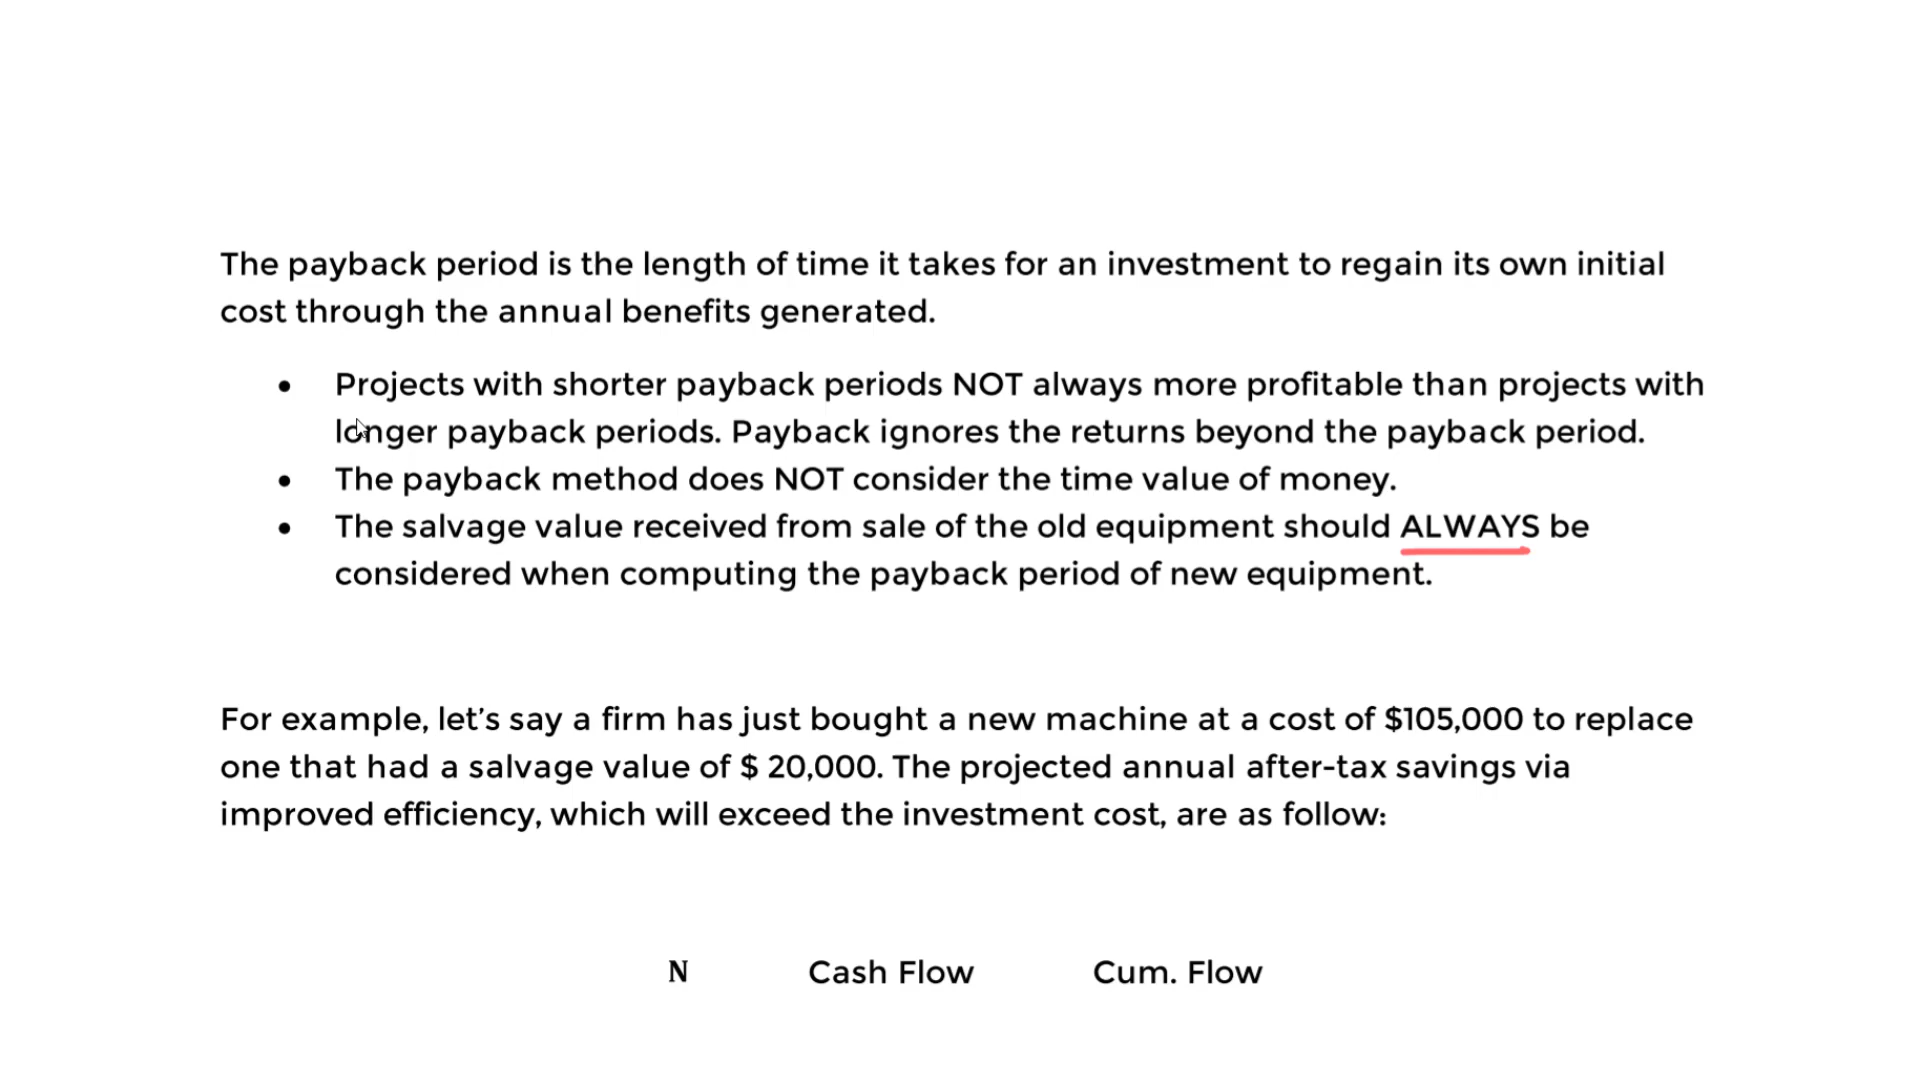 The payback period is the length of time it takes for an investment to regain its own initial
cost through the annual benefits generated.
• Projects with shorter payback periods NOT always more profitable than projects with
longer payback periods. Payback ignores the returns beyond the payback period.
• The payback method does NOT consider the time value of money.
• The salvage value received from sale of the old equipment should ALWAYS be
considered when computing the payback period of new equipment.
For example, let’s say a firm has just bought a new machine at a cost of $105,000 to replace
one that had a salvage value of $ 20,000. The projected annual after-tax savings via
improved efficiency, which will exceed the investment cost, are as follow:
N Cash Flow Cum. Flow